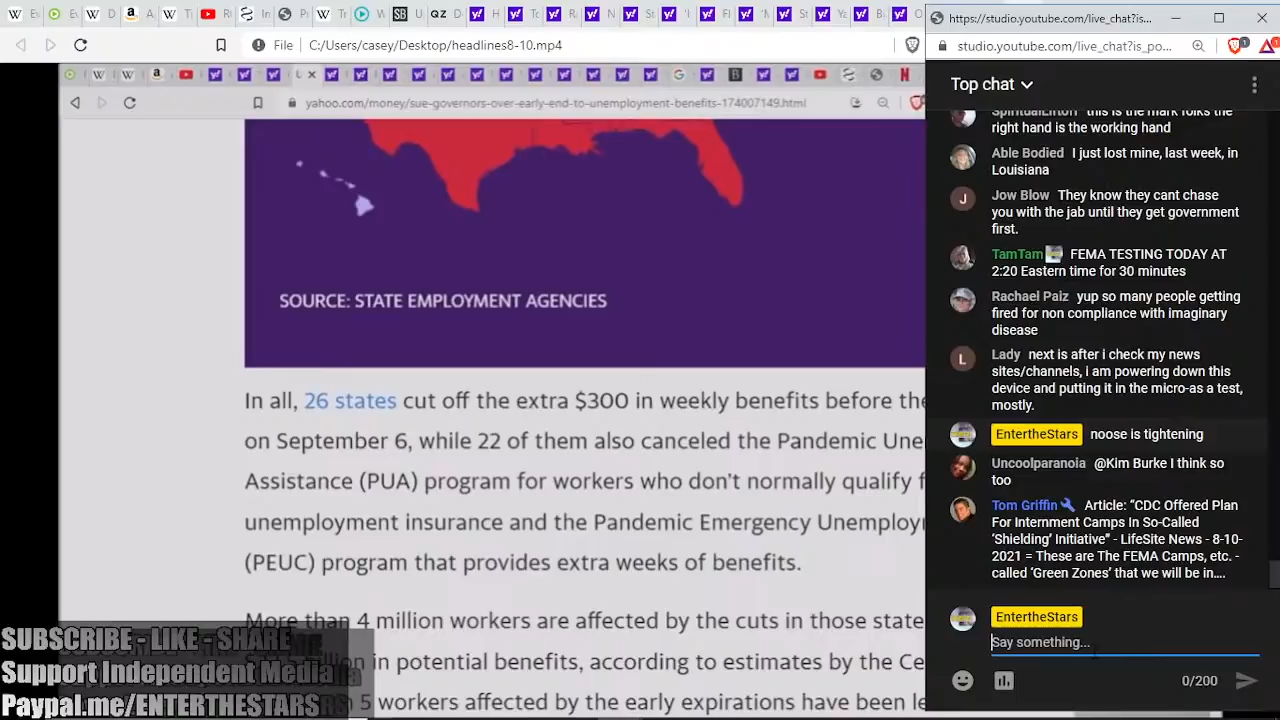 https://studio.youtube.com/live_chat?is_...
File
C:/Users/casey/Desktop/headlines8-10.mp4
studio.youtube.com/live_chat?is_po...
yahoo.com/money/sue-governors-over-early-end-to-unemployment-benefits-174007149.html
SOURCE: STATE EMPLOYMENT AGENCIES
In all, 26 states cut off the extra $300 in weekly benefits before the
on September 6, while 22 of them also canceled the Pandemic Une
Assistance (PUA) program for workers who don't normally qualify f
unemployment insurance and the Pandemic Emergency Unemployr
(PEUC) program that provides extra weeks of benefits.
More than 4 million workers are affected by the cuts in those state
in potential benefits, according to estimates by the Ce
5 workers affected by the early expirations have been le
SUBSCRIBE - LIKE - SHARE
Support Independent Media
Paypal.me/ENTERTHESTARS
Top chat
this is the mark folks the
right hand is the working hand
Able Bodied I just lost mine, last week, in
Louisiana
J
Jow Blow They know they cant chase
you with the jab until they get government
first.
TamTam FEMA TESTING TODAY AT
2:20 Eastern time for 30 minutes
Rachael Paiz yup so many people getting
fired for non compliance with imaginary
disease
L
Lady next is after i check my news
sites/channels, i am powering down this
device and putting it in the micro-as a test,
mostly.
EntertheStars noose is tightening
Uncoolparanoia @Kim Burke I think so
too
Tom Griffin Article: “CDC Offered Plan
For Internment Camps In So-Called
‘Shielding’ Initiative” - LifeSite News - 8-10-
2021 = These are The FEMA Camps, etc. -
called ‘Green Zones’ that we will be in....
EntertheStars
Say something...
0/200